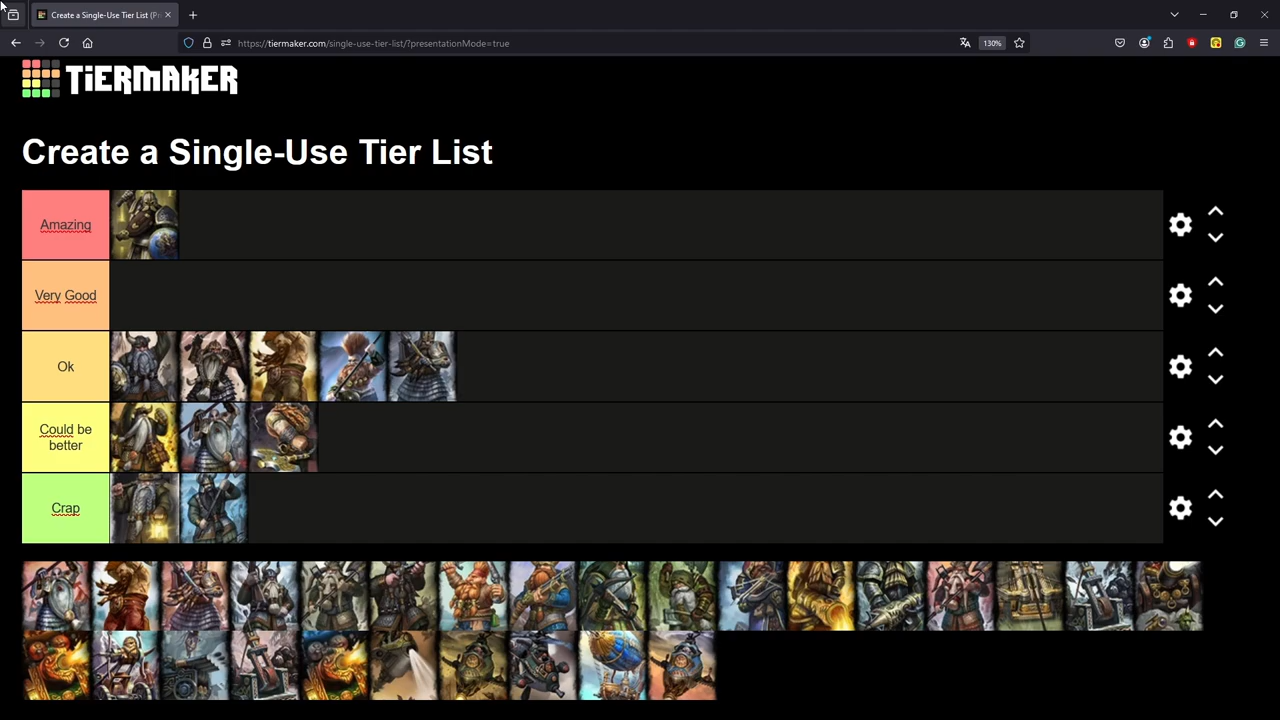 Create a Single-Use Tier List (Pr
https://tiermaker.com/single-use-tier-list/?presentationMode=true
130%
TiERMAKER
Create a Single-Use Tier List
Amazing
Very Good
Ok
Could be
better
Crap